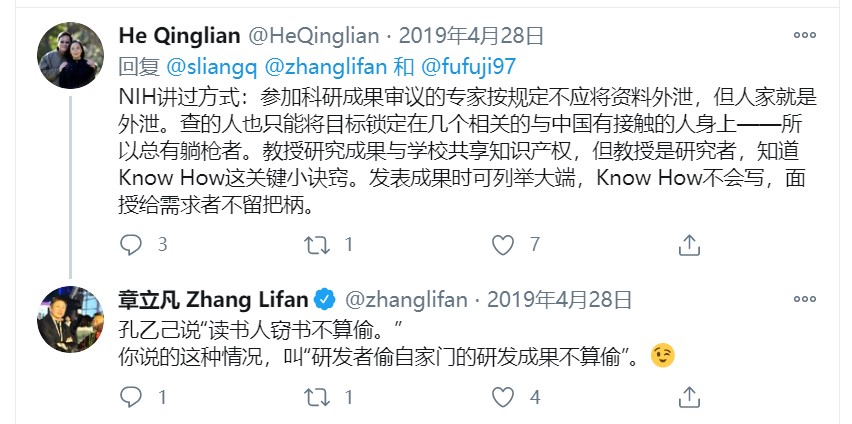 He Qinglian @HeQinglian · 2019年4月28日
回复 @sliangq @zhanglifan 和 @fufuji97
NIH讲过方式：参加科研成果审议的专家按规定不应将资料外泄，但人家就是
外泄。查的人也只能将目标锁定在几个相关的与中国有接触的人身上——所
以总有躺枪者。教授研究成果与学校共享知识产权，但教授是研究者，知道
Know How这关键小诀窍。发表成果时可列举大端，Know How不会写，面
授给需求者不留把柄。
3 1 7
章立凡 Zhang Lifan @zhanglifan · 2019年4月28日
孔乙己说“读书人窃书不算偷。”
你说的这种情况，叫“研发者偷自家门的研发成果不算偷”。😉
1 1 4